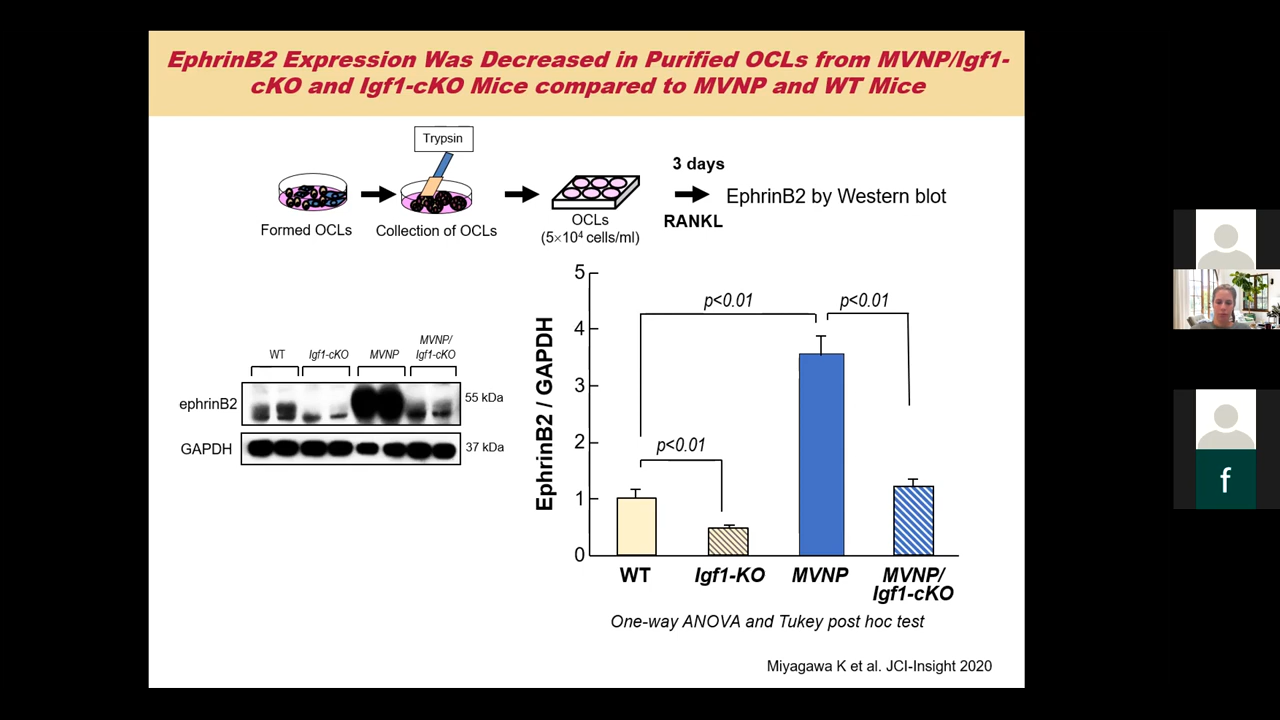 EphrinB2 Expression Was Decreased in Purified OCLs from MVNP/Igf1-
cKO and Igf1-cKO Mice compared to MVNP and WT Mice
Trypsin
Formed OCLs
Collection of OCLs
OCLs
(5×10⁴ cells/ml)
3 days
RANKL
EphrinB2 by Western blot
WT
Igf1-cKO
MVNP
MVNP/
Igf1-cKO
ephrinB2
55 kDa
GAPDH
37 kDa
EphrinB2 / GAPDH
5
4
3
2
1
0
p<0.01
p<0.01
p<0.01
WT
Igf1-KO
MVNP
MVNP/
Igf1-cKO
One-way ANOVA and Tukey post hoc test
Miyagawa K et al. JCI-Insight 2020
f